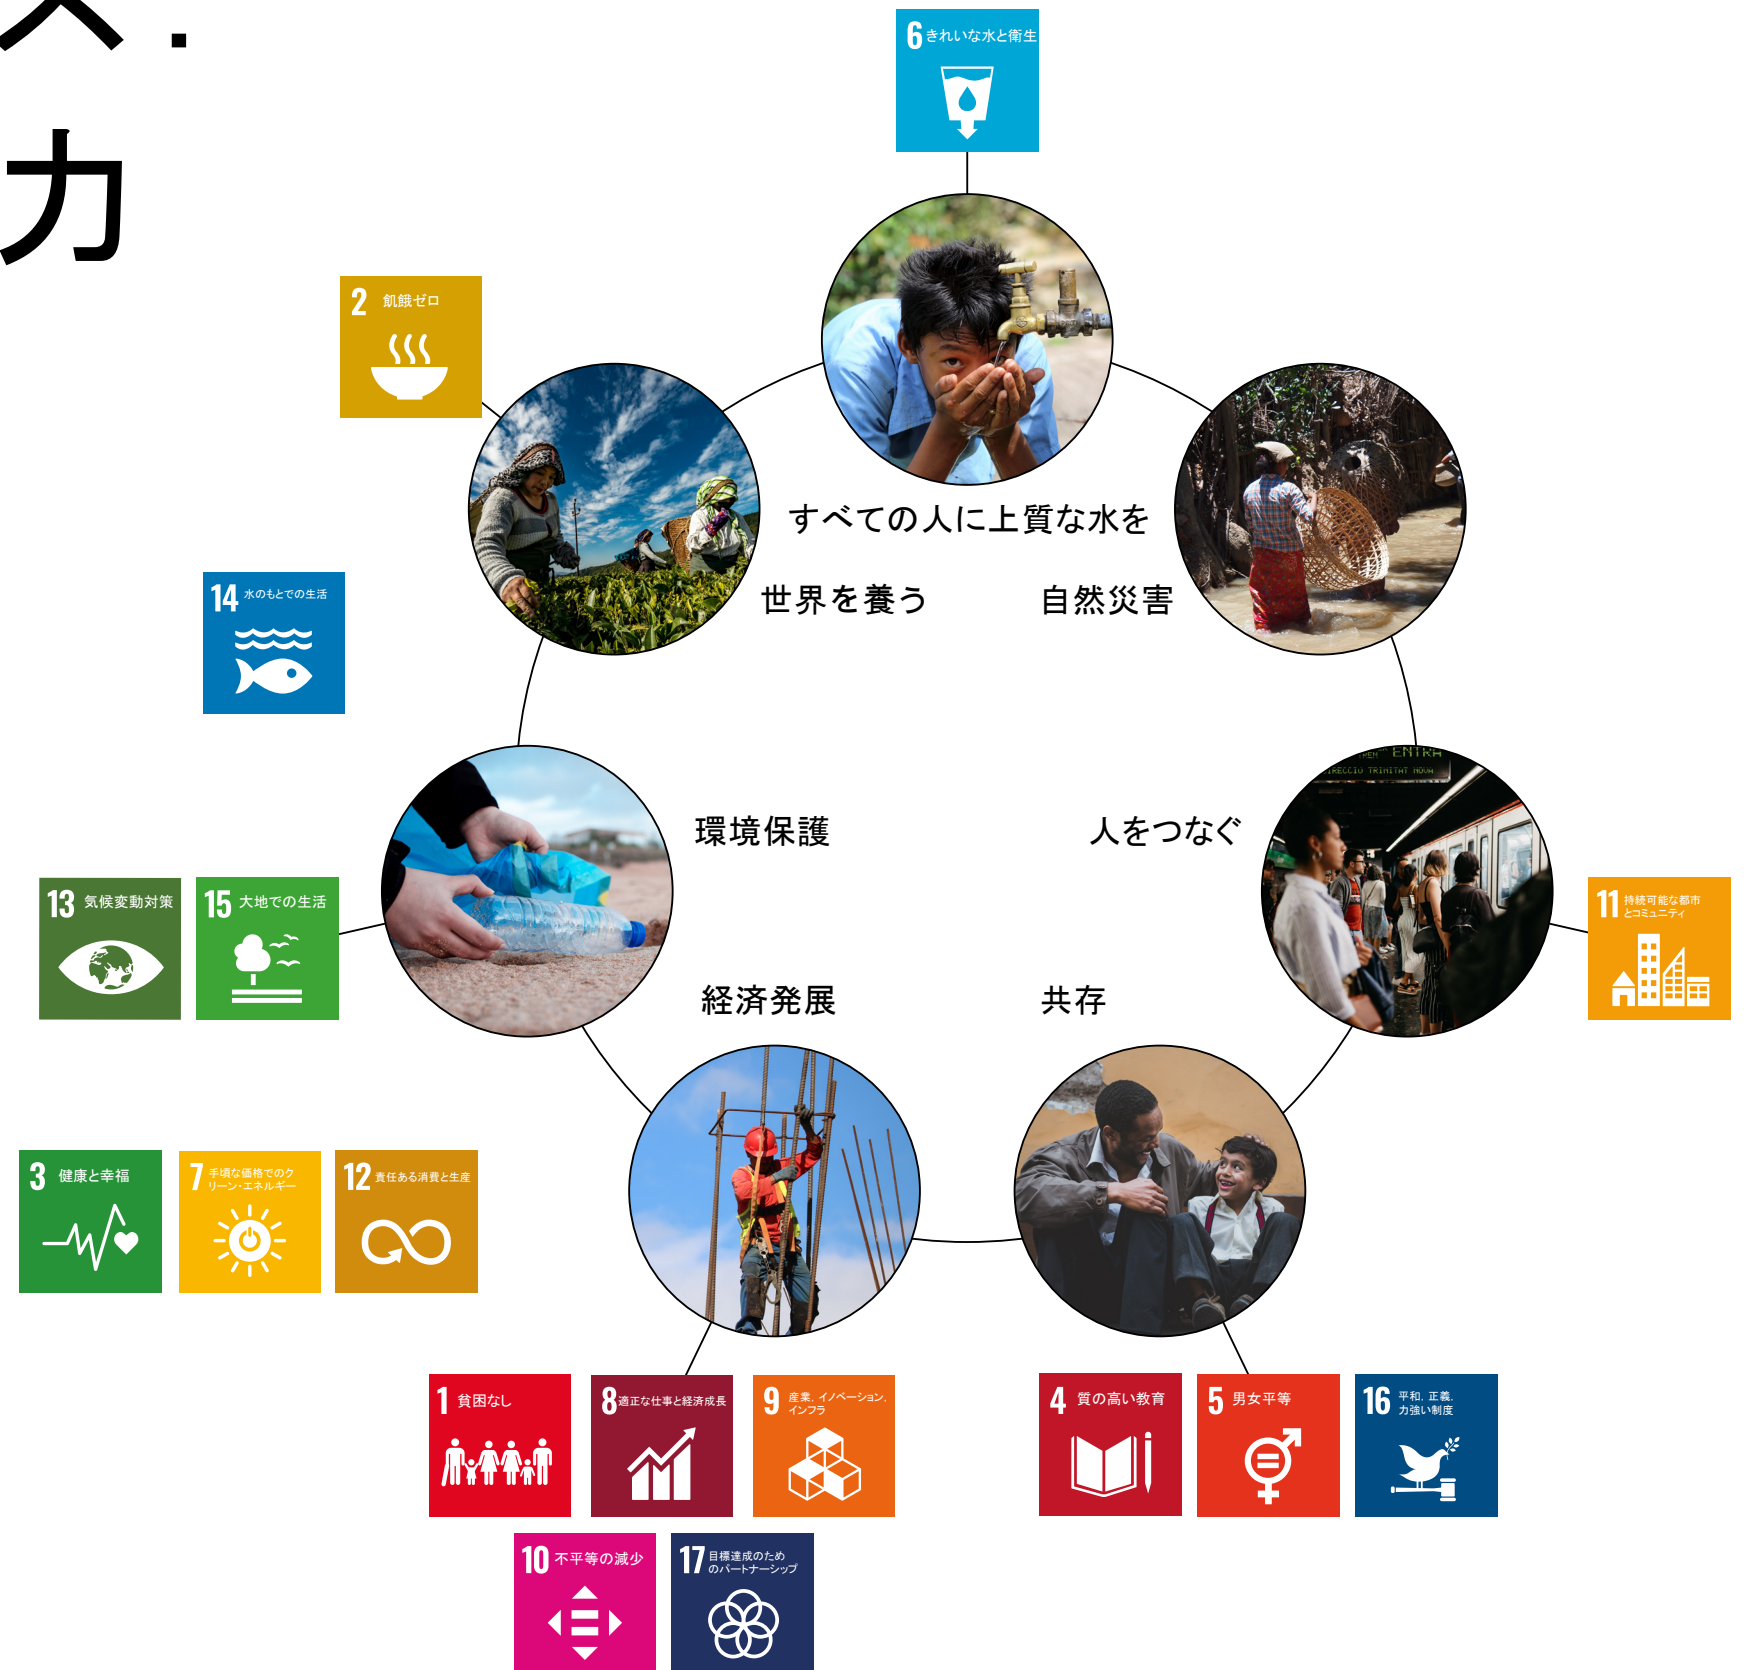 ス.
力
6 きれいな水と衛生
2 飢餓ゼロ
すべての人に上質な水を
世界を養う
自然災害
14 水のもとでの生活
環境保護
人をつなぐ
ENTRA
DIRECCIO TRINITAT NOVA
13 気候変動対策
15 大地での生活
11 持続可能な都市
とコミュニティ
経済発展
共存
3 健康と幸福
7 手頃な価格でのク
リーン・エネルギー
12 責任ある消費と生産
1 貧困なし
8 適正な仕事と経済成長
9 産業, イノベーション,
インフラ
4 質の高い教育
5 男女平等
16 平和, 正義,
力強い制度
10 不平等の減少
17 目標達成のため
のパートナーシップ